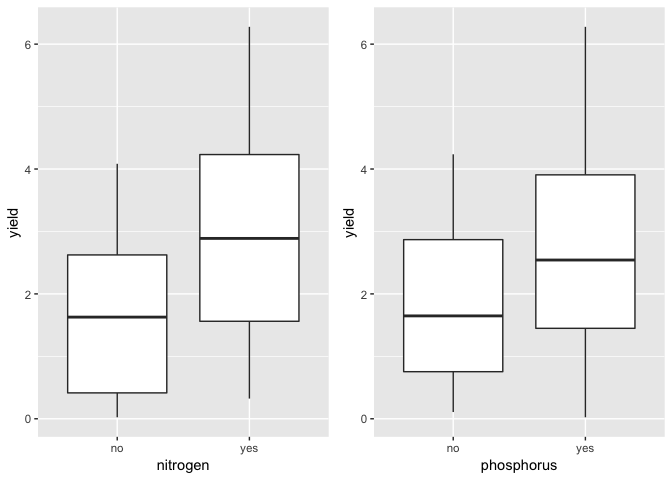 yield
6
4
2
0
no yes
nitrogen
yield
6
4
2
0
no yes
phosphorus